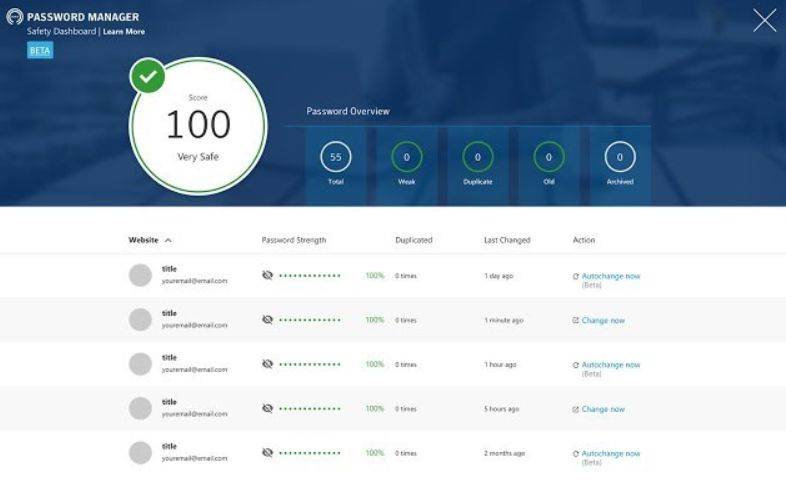 PASSWORD MANAGER
Safety Dashboard | Learn More
BETA
Score
100
Very Safe
Password Overview
55 0 0 0 0
Total Weak Duplicate Old Archived
Website Password Strength Duplicated Last Changed Action
title
youremail@email.com 100% 0 times 1 day ago Autochange now
(Beta)
title
youremail@email.com 100% 0 times 1 minute ago Change now
title
youremail@email.com 100% 0 times 1 hour ago Autochange now
(Beta)
title
youremail@email.com 100% 0 times 5 hours ago Change now
title
youremail@email.com 100% 0 times 2 months ago Autochange now
(Beta)